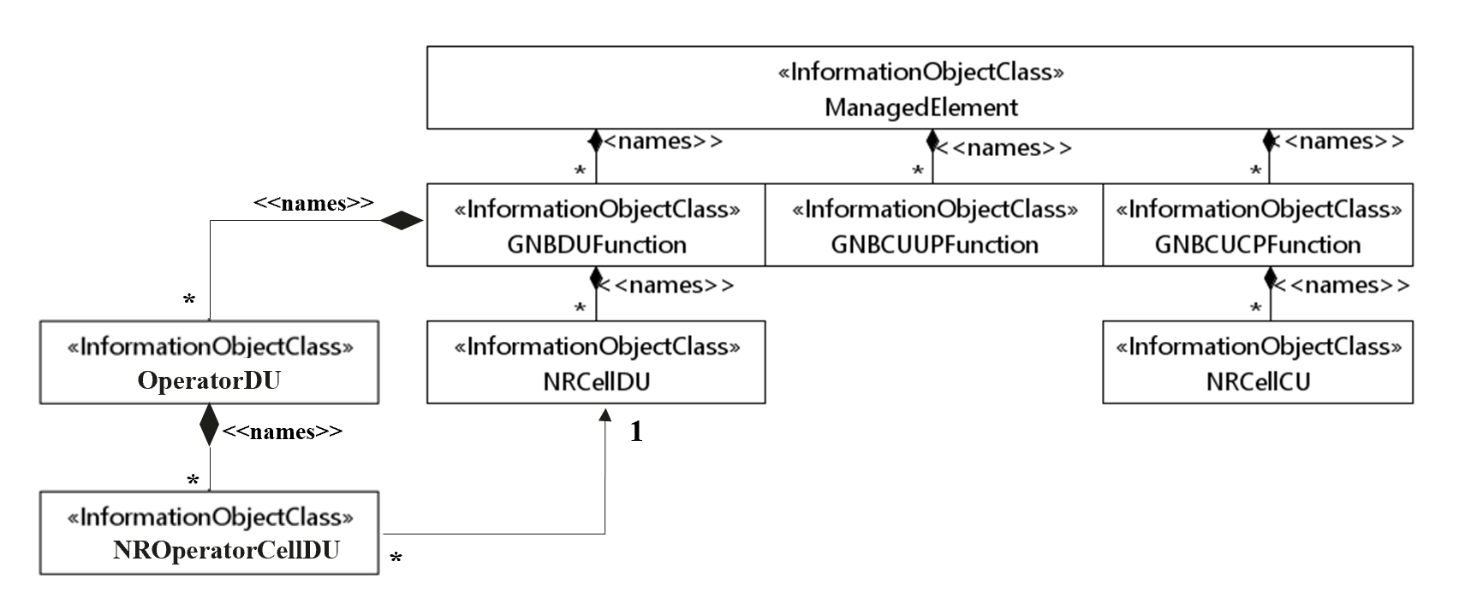 «InformationObjectClass»
ManagedElement
<<names>>
<<names>>
<<names>>
*
*
*
<<names>>
«InformationObjectClass»
GNBDUFunction
«InformationObjectClass»
GNBCUUPFunction
«InformationObjectClass»
GNBCUCPFunction
<<names>>
<<names>>
*
*
*
«InformationObjectClass»
OperatorDU
«InformationObjectClass»
NRCellDU
«InformationObjectClass»
NRCellCU
<<names>>
1
*
«InformationObjectClass»
NROperatorCellDU
*